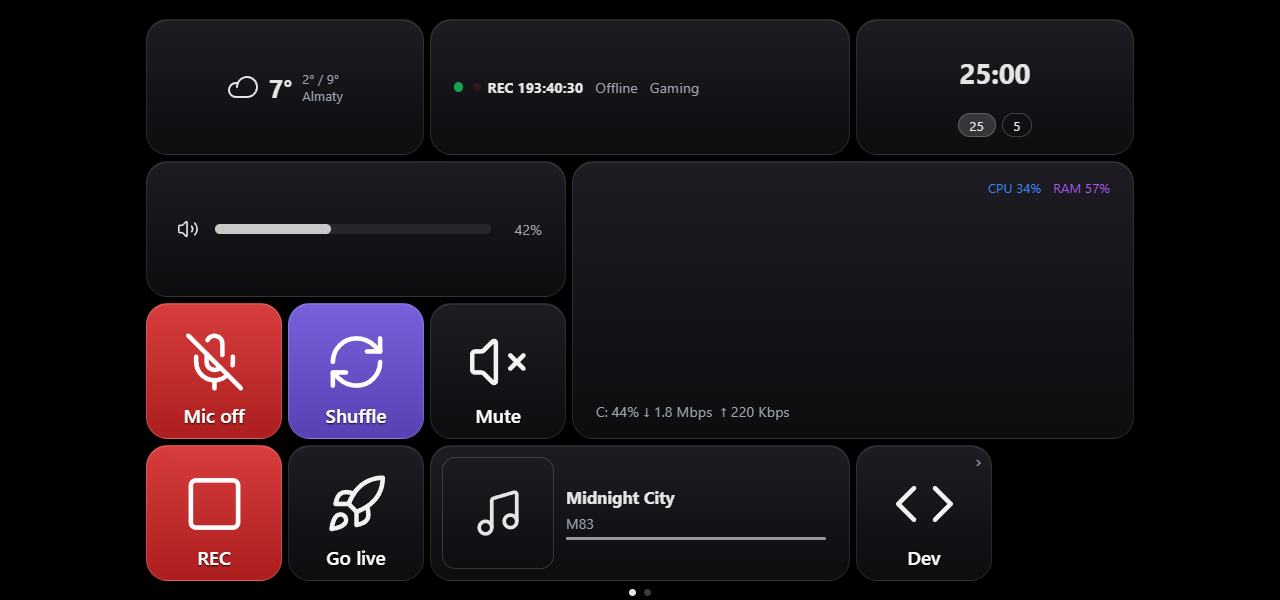 7° 2° / 9°
Almaty
REC 193:40:30 Offline Gaming
25:00
25 5
42%
CPU 34% RAM 57%
C: 44% ↓ 1.8 Mbps ↑ 220 Kbps
Mic off
Shuffle
Mute
REC
Go live
Midnight City
M83
Dev